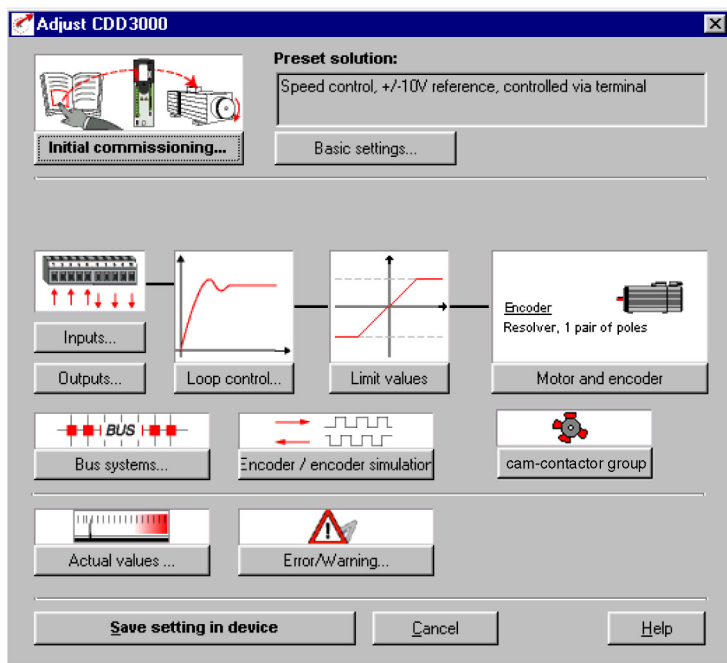 Adjust CDD3000
Preset solution:
Speed control, +/-10V reference, controlled via terminal
Initial commissioning...
Basic settings...
Encoder
Resolver, 1 pair of poles
Inputs...
Outputs...
Loop control...
Limit values
Motor and encoder
BUS
Bus systems...
Encoder / encoder simulation
cam-contactor group
Actual values ...
Error/Warning...
Save setting in device
Cancel
Help